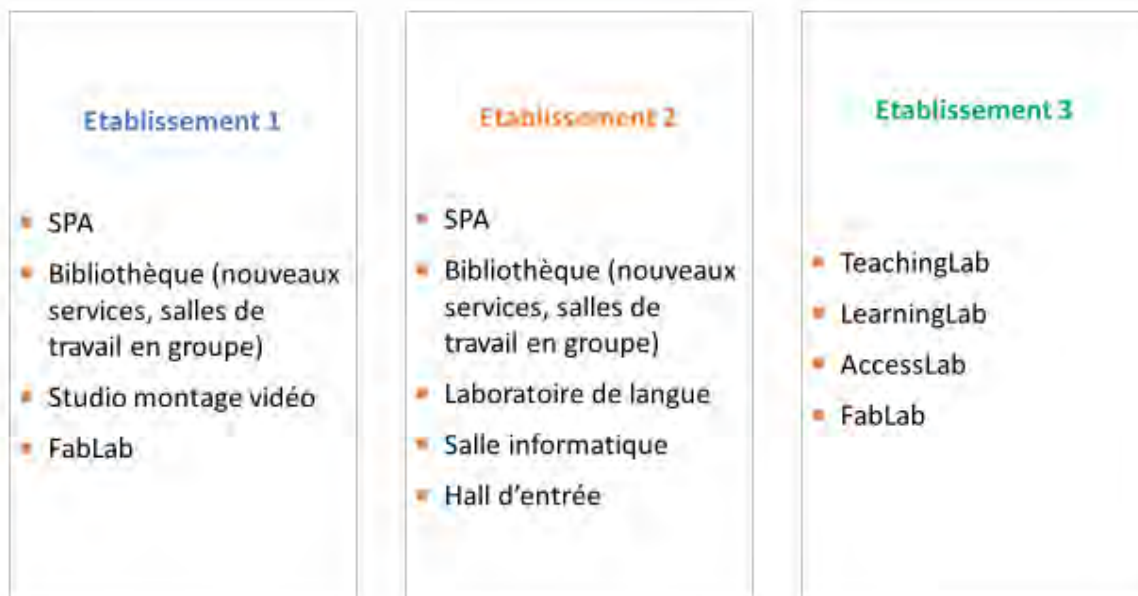 Etablissement 1
SPA
Bibliothèque (nouveaux
services, salles de
travail en groupe)
Studio montage vidéo
FabLab
Etablissement 2
SPA
Bibliothèque (nouveaux
services, salles de
travail en groupe)
Laboratoire de langue
Salle informatique
Hall d'entrée
Etablissement 3
TeachingLab
LearningLab
AccessLab
FabLab